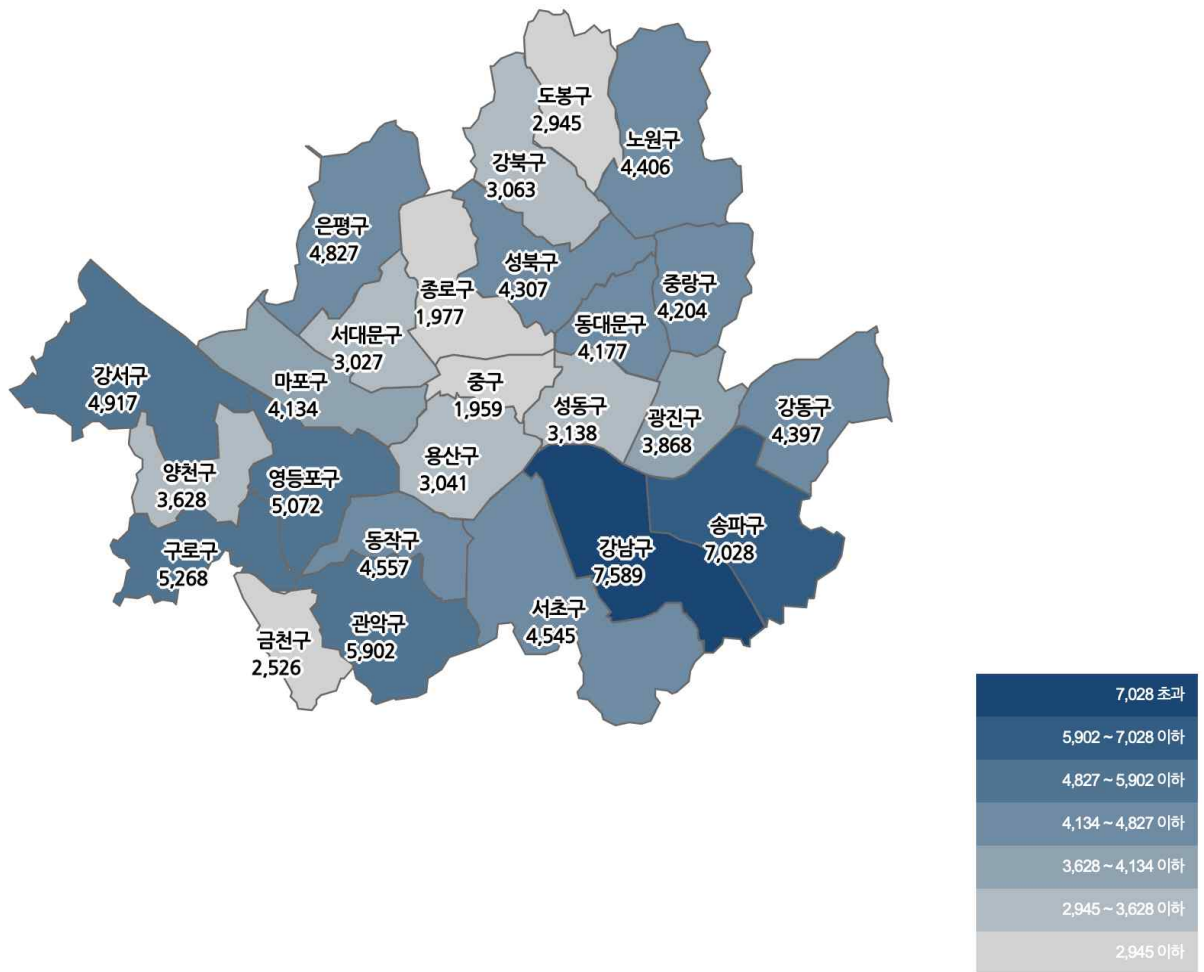 도봉구
2,945
노원구
4,406
강북구
3,063
은평구
4,827
성북구
4,307
종로구
1,977
중랑구
4,204
동대문구
4,177
서대문구
3,027
강서구
4,917
마포구
4,134
중구
1,959
성동구
3,138
광진구
3,868
강동구
4,397
양천구
3,628
영등포구
5,072
용산구
3,041
구로구
5,268
동작구
4,557
강남구
7,589
송파구
7,028
서초구
4,545
금천구
2,526
관악구
5,902
7,028 초과
5,902 ~ 7,028 이하
4,827 ~ 5,902 이하
4,134 ~ 4,827 이하
3,628 ~ 4,134 이하
2,945 ~ 3,628 이하
2,945 이하